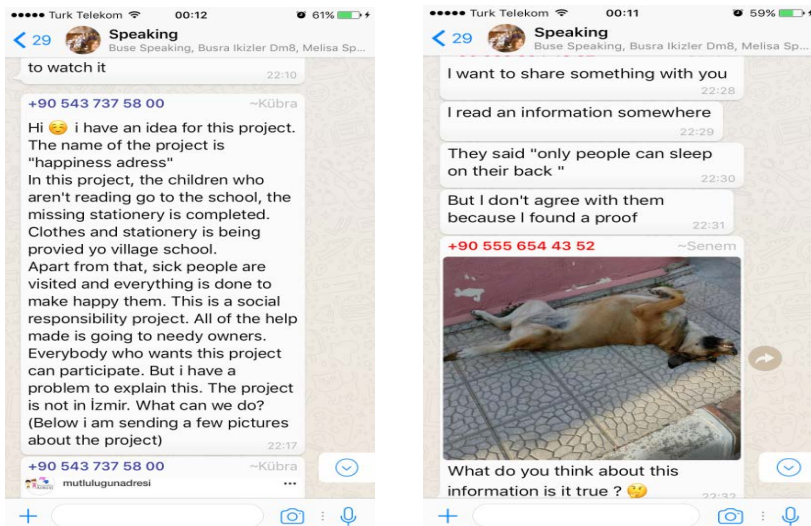 Turk Telekom 00:12 61%
29 Speaking
Buse Speaking, Busra Ikizler Dm8, Melisa Sp...
to watch it
22:10
+90 543 737 58 00 ~Kübra
Hi i have an idea for this project.
The name of the project is
"happiness adress"
In this project, the children who
aren't reading go to the school, the
missing stationery is completed.
Clothes and stationery is being
provied yo village school.
Apart from that, sick people are
visited and everything is done to
make happy them. This is a social
responsibility project. All of the help
made is going to needy owners.
Everybody who wants this project
can participate. But i have a
problem to explain this. The project
is not in İzmir. What can we do?
(Below i am sending a few pictures
about the project)
22:17
+90 543 737 58 00 ~Kübra
mutlulugunadresi
Turk Telekom 00:11 59%
29 Speaking
Buse Speaking, Busra Ikizler Dm8, Melisa Sp...
I want to share something with you
22:28
I read an information somewhere
22:29
They said "only people can sleep
on their back "
22:30
But I don't agree with them
because I found a proof
22:31
+90 555 654 43 52 ~Senem
What do you think about this
information is it true ?
22:32